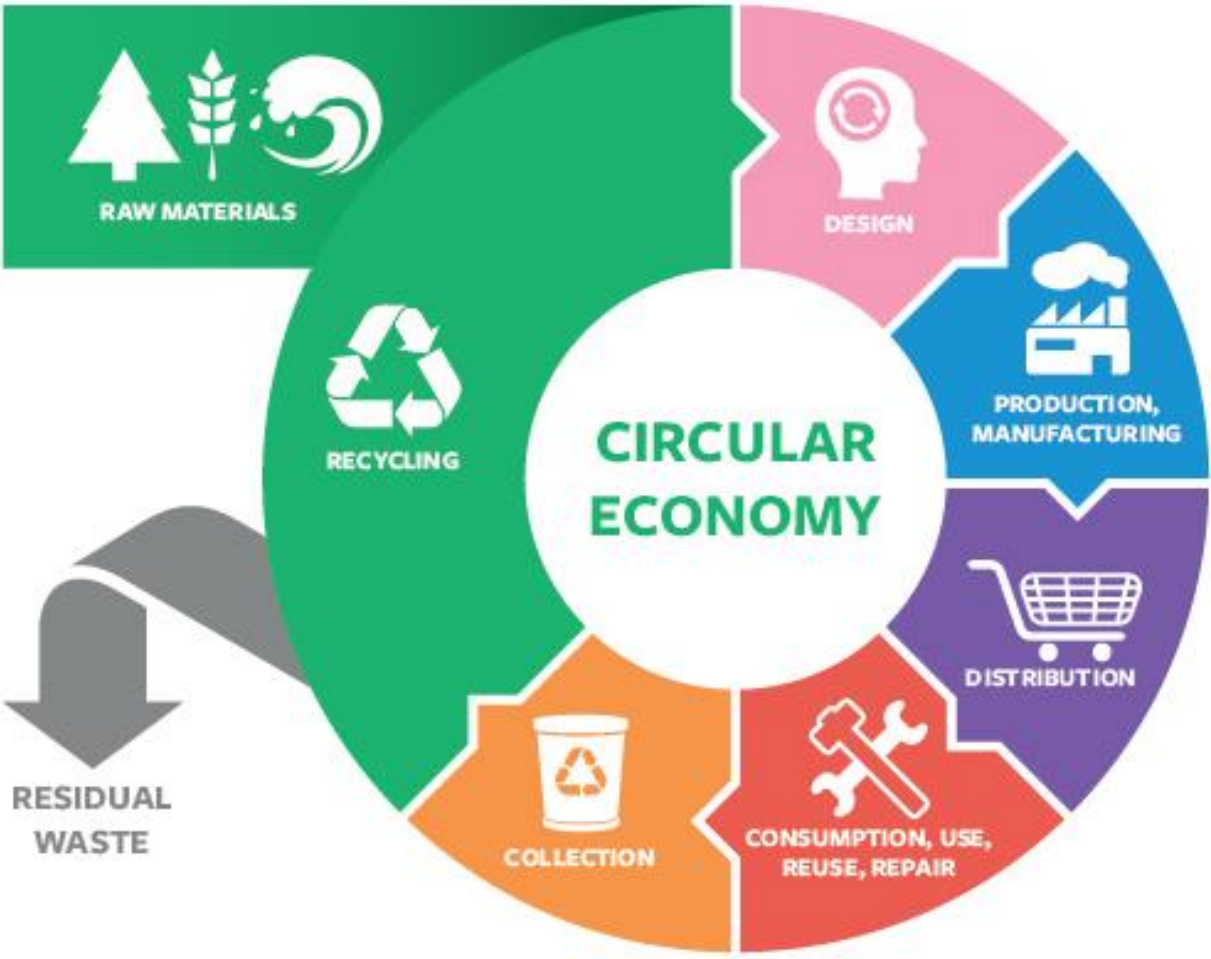 RAW MATERIALS
DESIGN
PRODUCTION,
MANUFACTURING
DISTRIBUTION
CONSUMPTION, USE,
REUSE, REPAIR
COLLECTION
RECYCLING
RESIDUAL
WASTE
CIRCULAR
ECONOMY